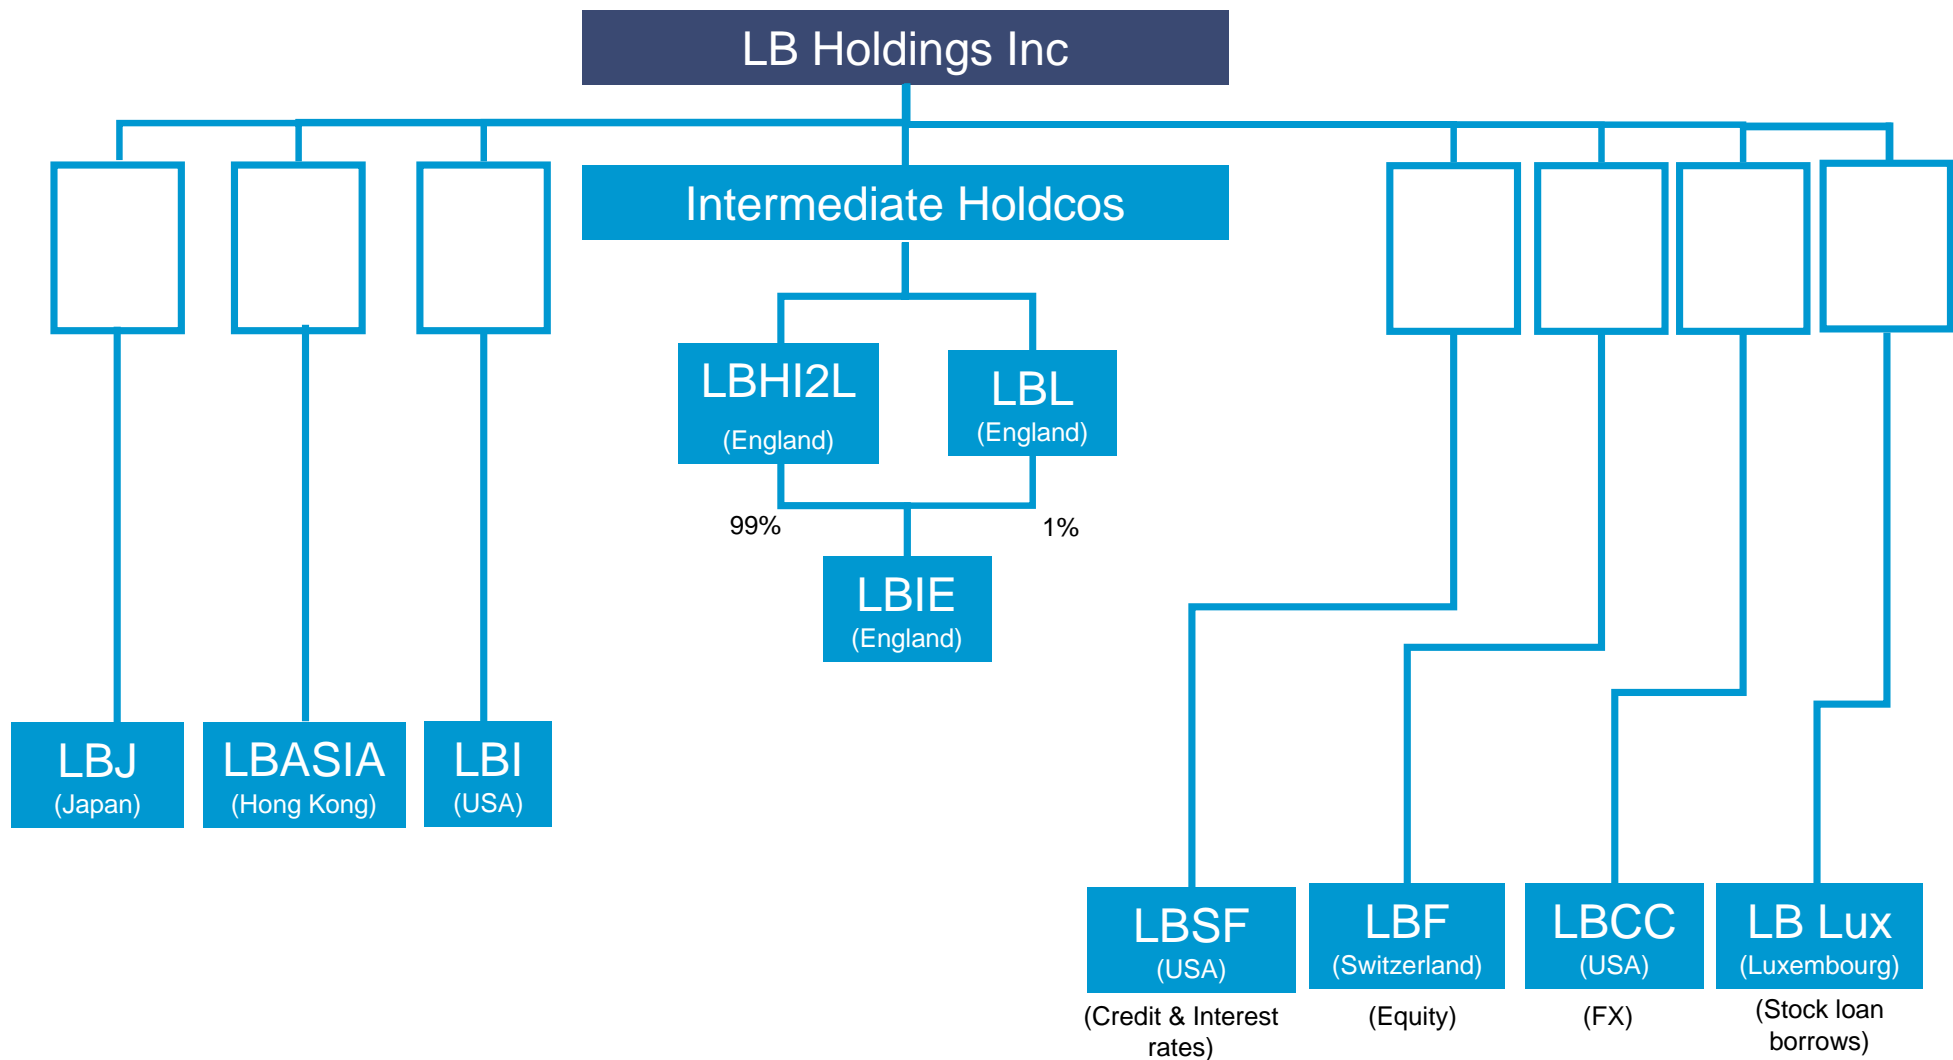 LB Holdings Inc
Intermediate Holdcos
LBHI2L
(England)
LBL
(England)
99%
1%
LBIE
(England)
LBJ
(Japan)
LBASIA
(Hong Kong)
LBI
(USA)
LBSF
(USA)
(Credit & Interest
rates)
LBF
(Switzerland)
(Equity)
LBCC
(USA)
(FX)
LB Lux
(Luxembourg)
(Stock loan
borrows)